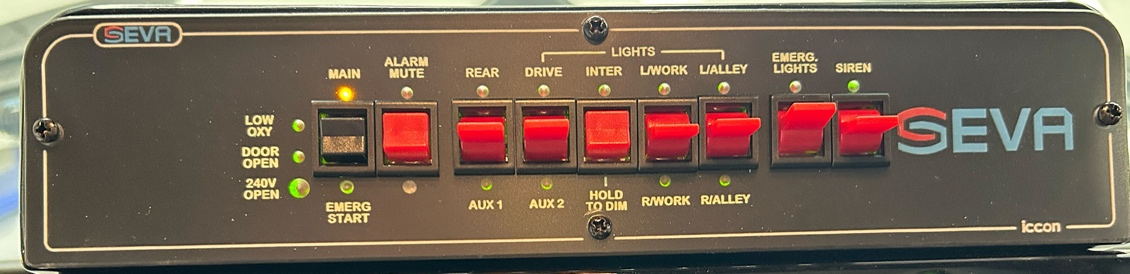 SEVA
LIGHTS
MAIN
ALARM
MUTE
REAR
DRIVE
INTER
L/WORK
L/ALLEY
EMERG.
LIGHTS
SIREN
LOW
OXY
DOOR
OPEN
240V
OPEN
SEVA
EMERG
START
AUX 1
AUX 2
HOLD
TO DIM
R/WORK
R/ALLEY
iccon